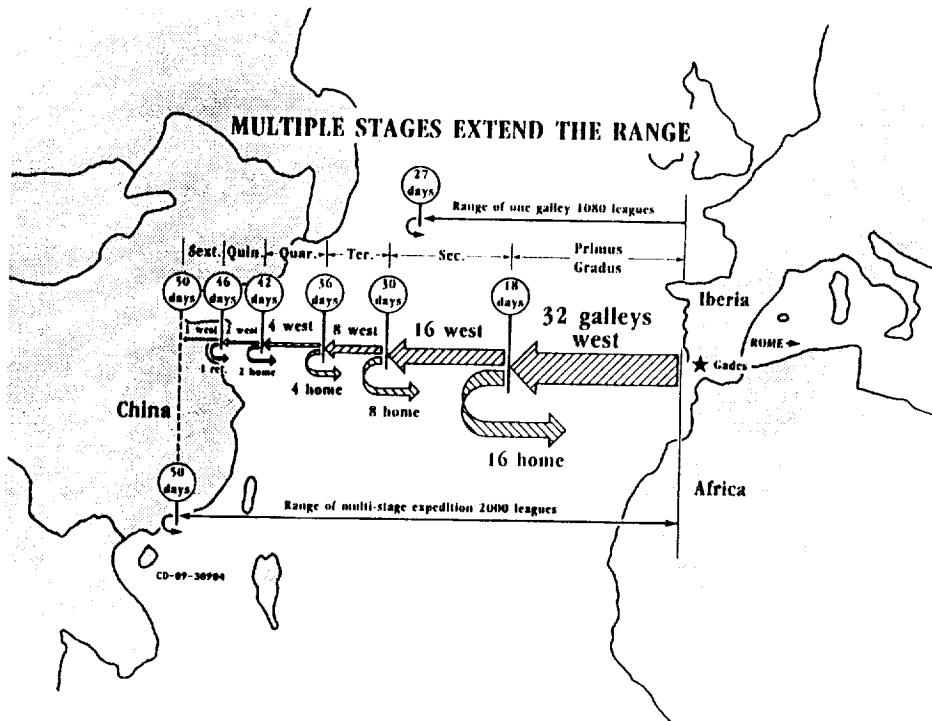 MULTIPLE STAGES EXTEND THE RANGE
27
days
Range of one galley 1080 leagues
Sext.
Quin.
Quar.
Ter.
Sec.
Primus
Gradus
50
days
46
days
42
days
36
days
30
days
18
days
1 west
2 west
4 west
8 west
16 west
32 galleys
west
1 ret.
2 home
4 home
8 home
16 home
Iberia
ROME
Gades
China
50
days
Africa
Range of multi-stage expedition 2000 leagues
CD-89-38984